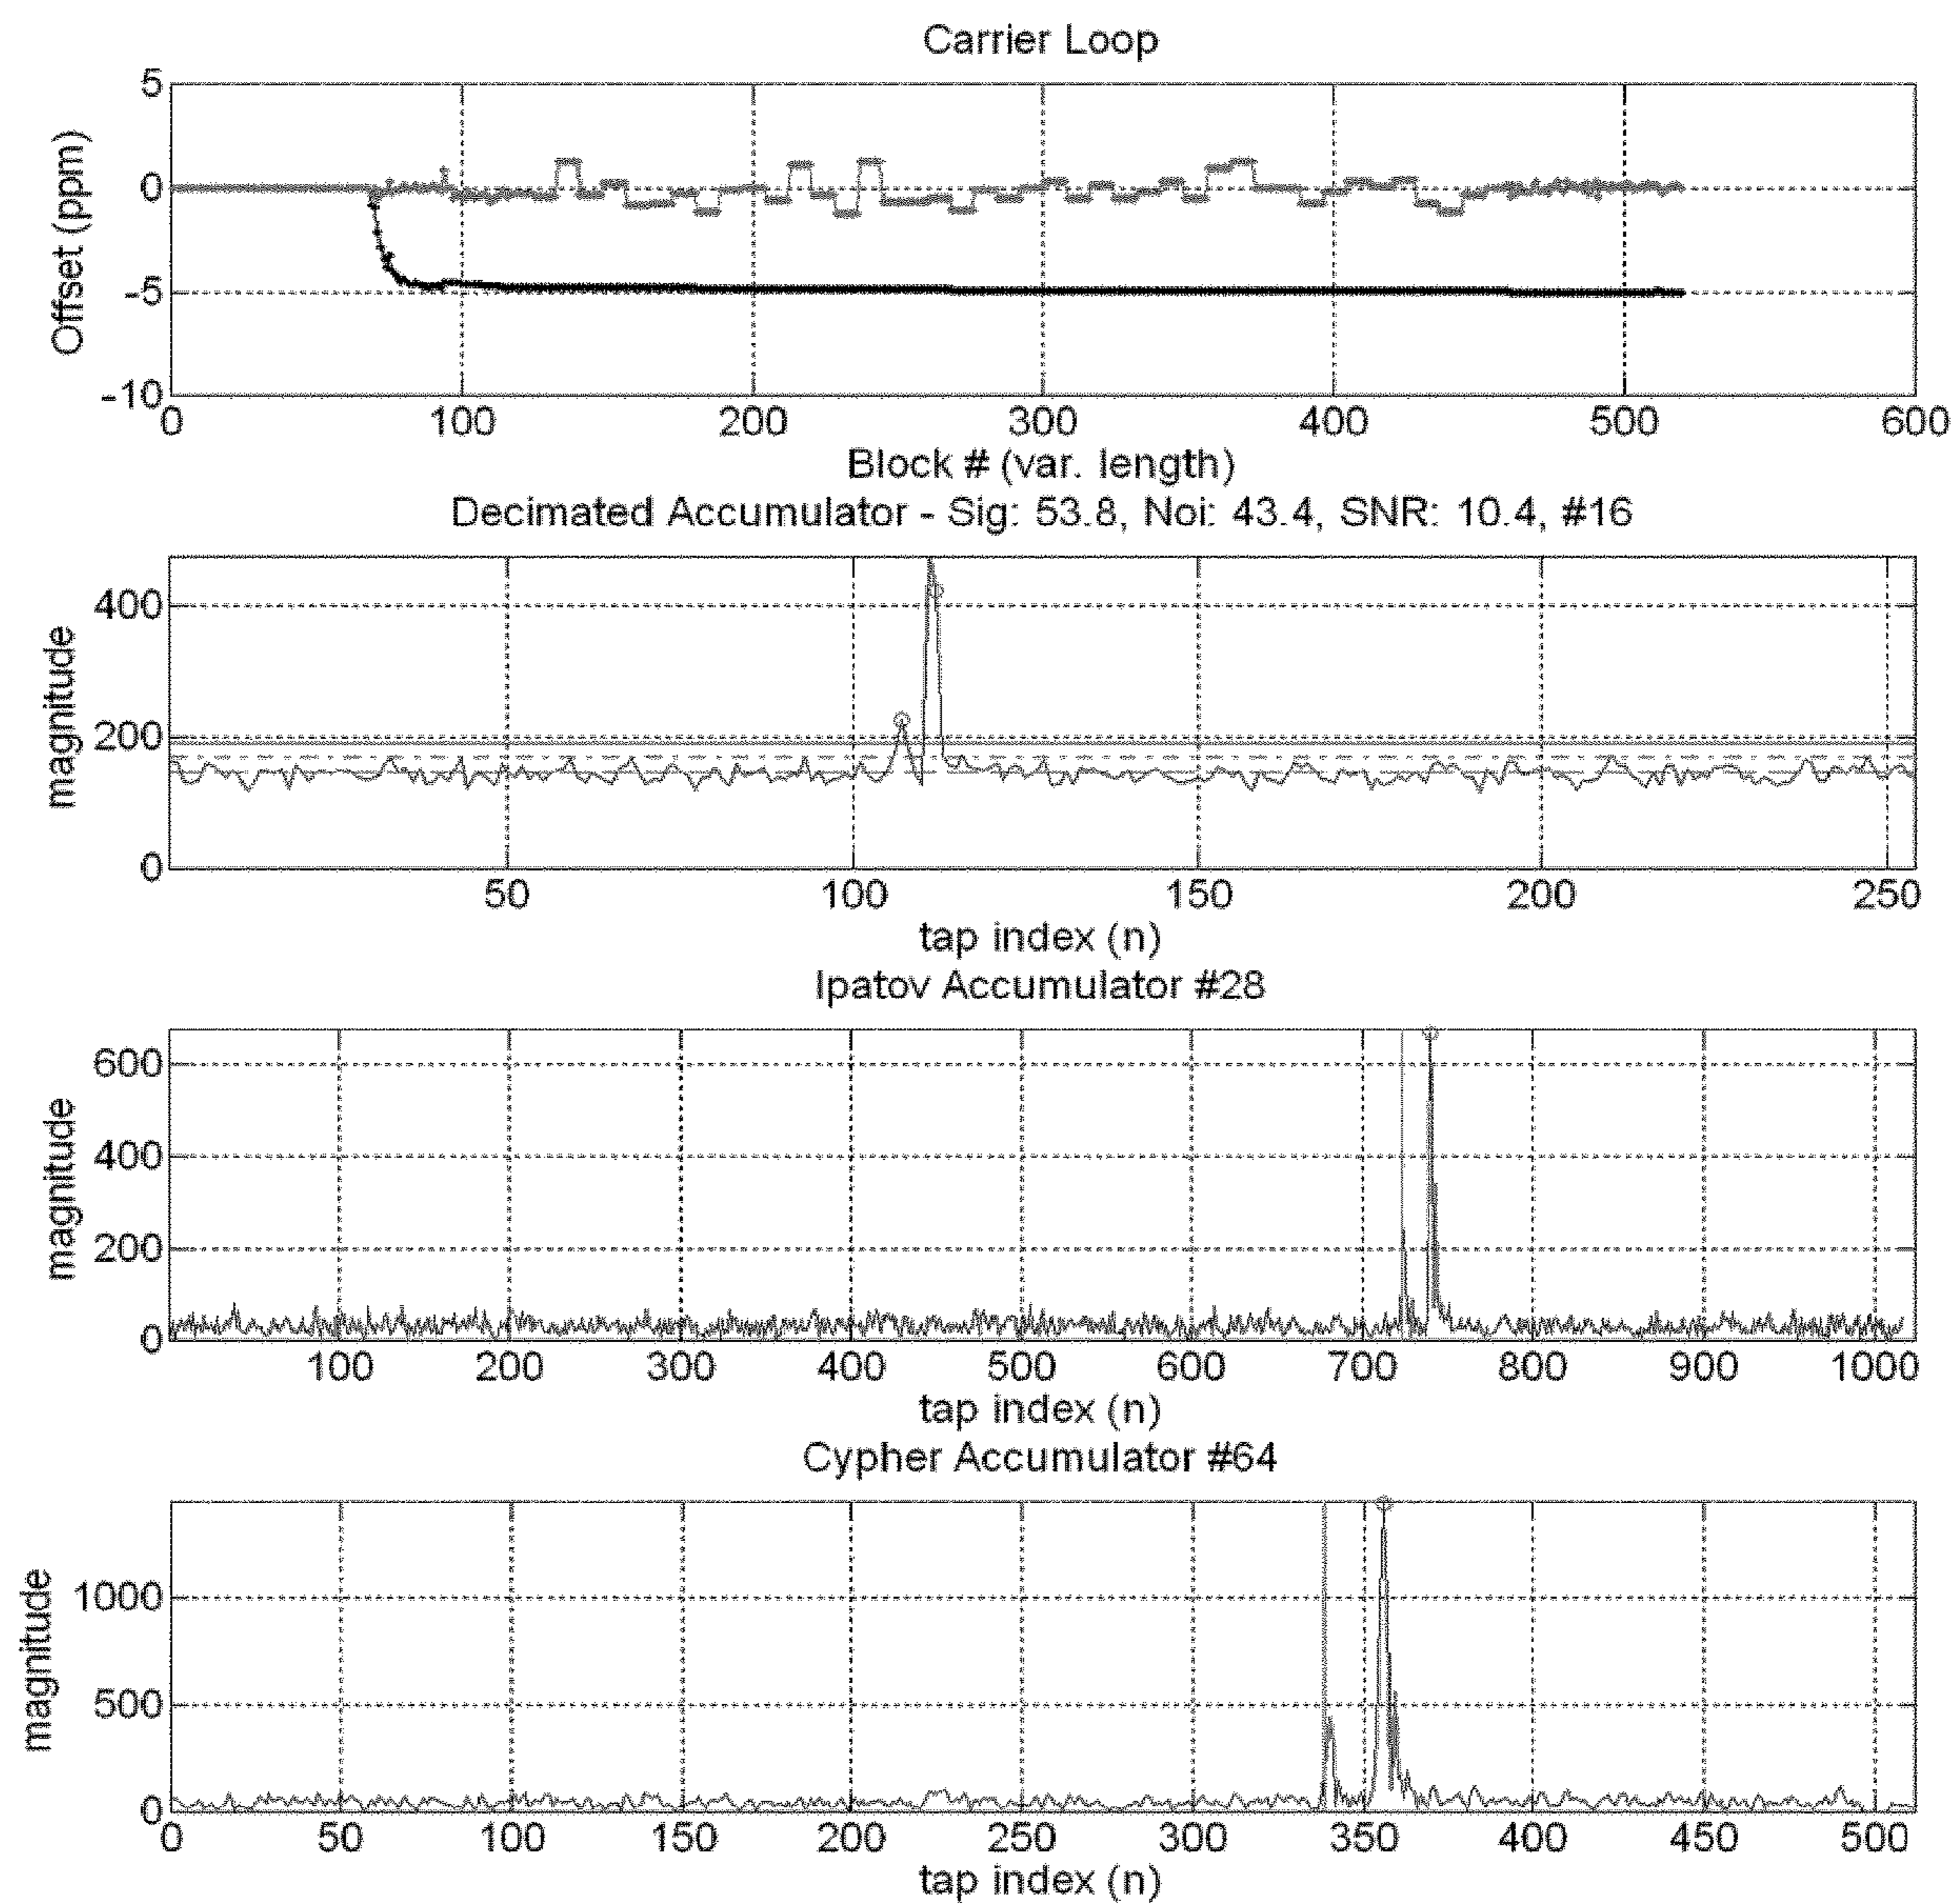 Carrier Loop
5
0
-5
-10
Offset (ppm)
0 100 200 300 400 500 600
Block # (var. length)
Decimated Accumulator - Sig: 53.8, Noi: 43.4, SNR: 10.4, #16
400
200
0
magnitude
50 100 150 200 250
tap index (n)
Ipatov Accumulator #28
600
400
200
0
magnitude
100 200 300 400 500 600 700 800 900 1000
tap index (n)
Cypher Accumulator #64
1000
500
0
magnitude
0 50 100 150 200 250 300 350 400 450 500
tap index (n)